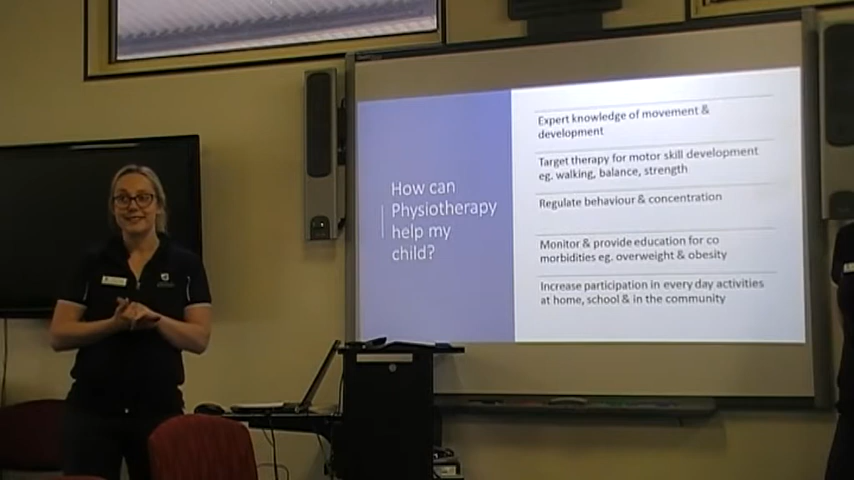 How can
Physiotherapy
help my
child?
Expert knowledge of movement &
development
Target therapy for motor skill development
eg. walking, balance, strength
Regulate behaviour & concentration
Monitor & provide education for co
morbidities eg. overweight & obesity
Increase participation in every day activities
at home, school & in the community